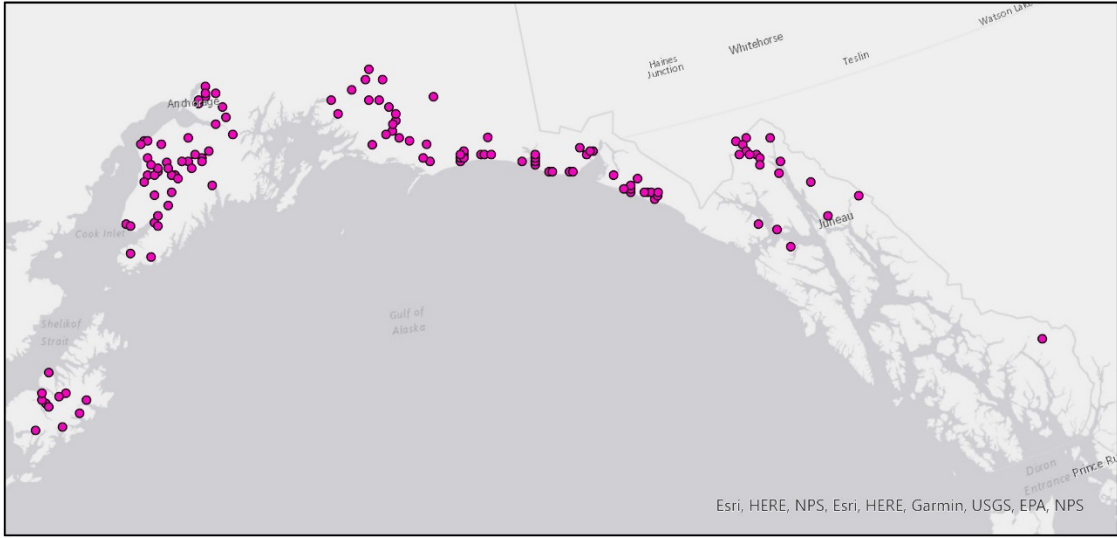 Watson Lake
Whitehorse
Haines
Junction
Teslin
Anchorage
Juneau
Cook Inlet
Gulf of
Alaska
Shelikof
Strait
Dixon
Entrance
Prince Ru
Esri, HERE, NPS, Esri, HERE, Garmin, USGS, EPA, NPS